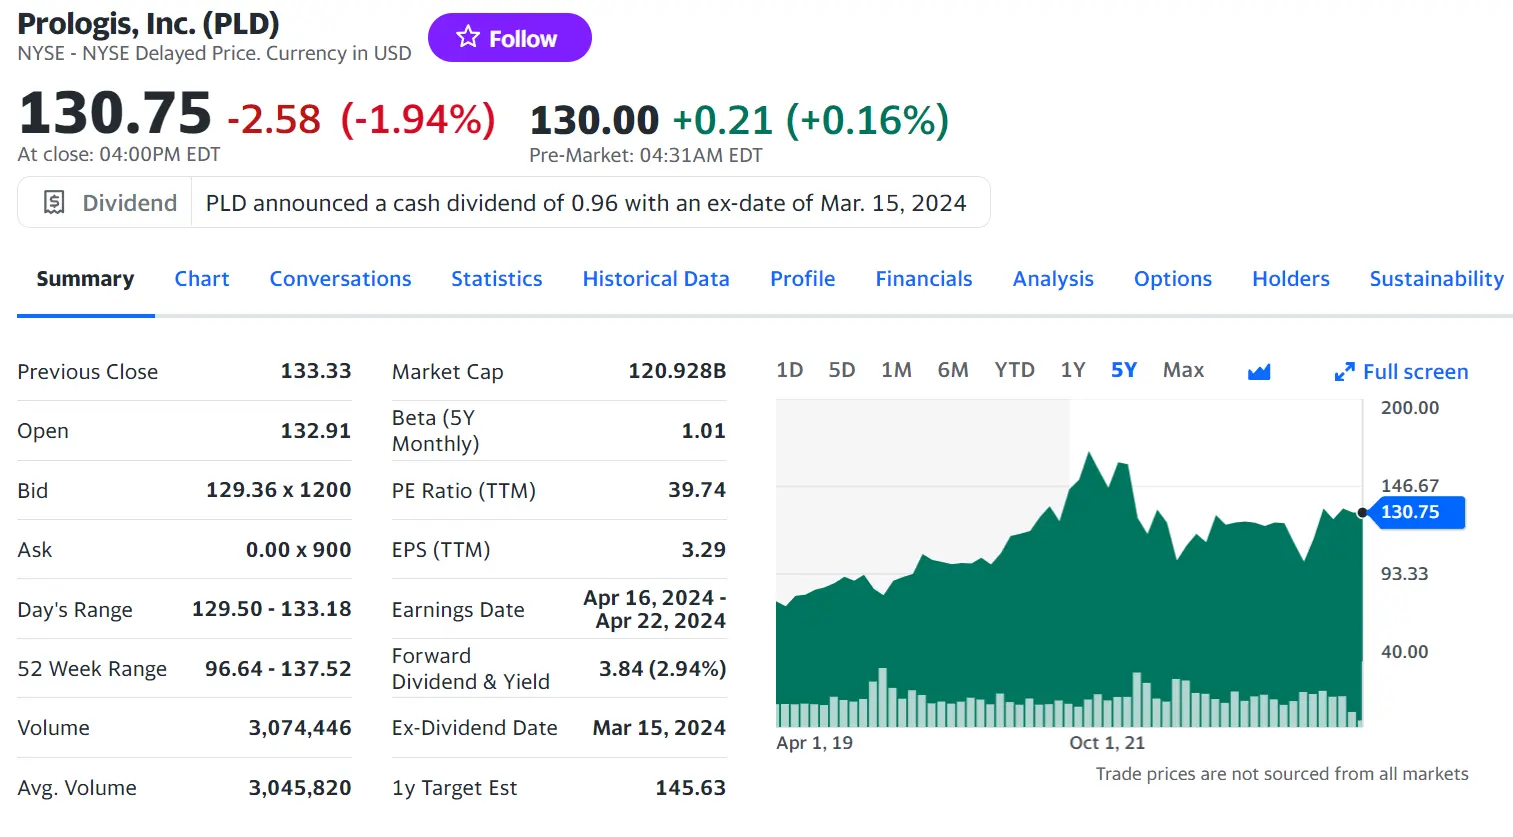 Prologis, Inc. (PLD)
NYSE - NYSE Delayed Price. Currency in USD
Follow
130.75 -2.58 (-1.94%)
At close: 04:00PM EDT
130.00 +0.21 (+0.16%)
Pre-Market: 04:31AM EDT
Dividend
PLD announced a cash dividend of 0.96 with an ex-date of Mar. 15, 2024
Summary Chart Conversations Statistics Historical Data Profile Financials Analysis Options Holders Sustainability
Previous Close 133.33
Open 132.91
Bid 129.36 x 1200
Ask 0.00 x 900
Day's Range 129.50 - 133.18
52 Week Range 96.64 - 137.52
Volume 3,074,446
Avg. Volume 3,045,820
Market Cap 120.928B
Beta (5Y
Monthly) 1.01
PE Ratio (TTM) 39.74
EPS (TTM) 3.29
Earnings Date Apr 16, 2024 -
Apr 22, 2024
Forward
Dividend & Yield 3.84 (2.94%)
Ex-Dividend Date Mar 15, 2024
1y Target Est 145.63
1D 5D 1M 6M YTD 1Y 5Y Max
Full screen
200.00
146.67
130.75
93.33
40.00
Apr 1, 19 Oct 1, 21
Trade prices are not sourced from all markets